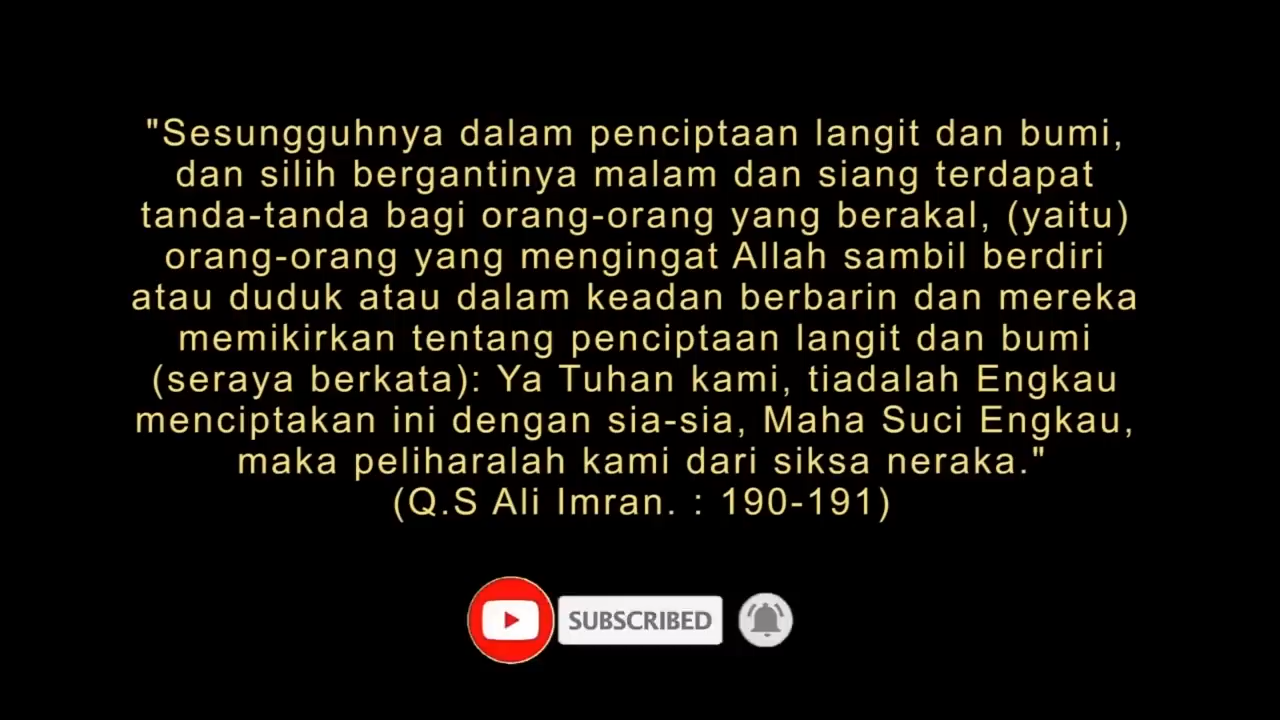 "Sesungguhnya dalam penciptaan langit dan bumi,
dan silih bergantinya malam dan siang terdapat
tanda-tanda bagi orang-orang yang berakal, (yaitu)
orang-orang yang mengingat Allah sambil berdiri
atau duduk atau dalam keadan berbarin dan mereka
memikirkan tentang penciptaan langit dan bumi
(seraya berkata): Ya Tuhan kami, tiadalah Engkau
menciptakan ini dengan sia-sia, Maha Suci Engkau,
maka peliharalah kami dari siksa neraka."
(Q.S Ali Imran. : 190-191)
SUBSCRIBED